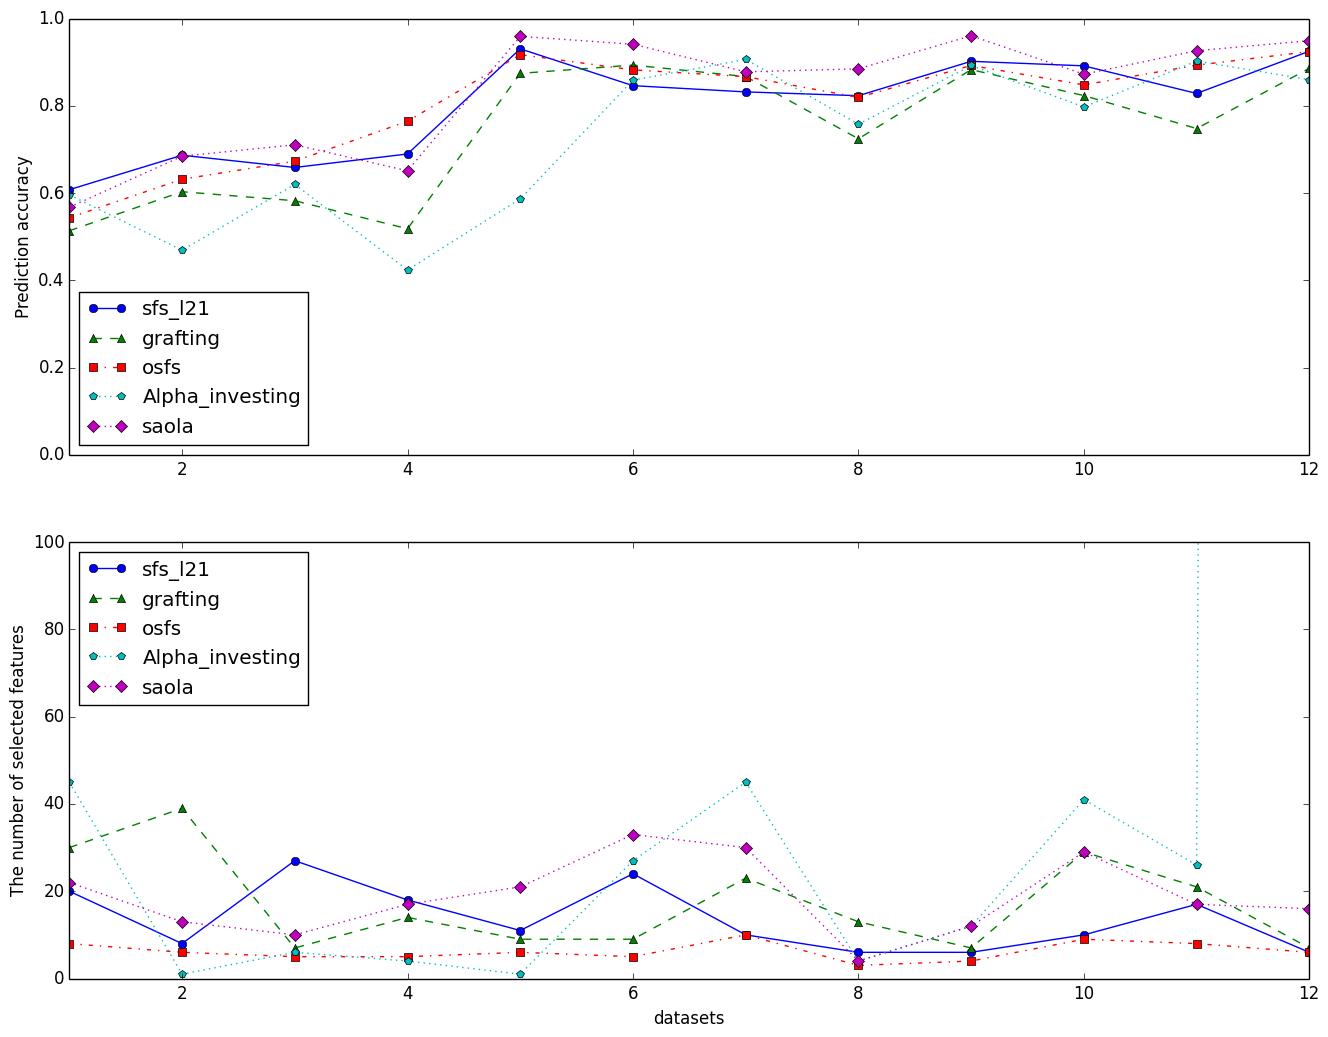 1.0
0.8
0.6
0.4
0.2
0.0
Prediction accuracy
sfs_l21
grafting
osfs
Alpha_investing
saola
2 4 6 8 10 12
100
80
60
40
20
0
The number of selected features
sfs_l21
grafting
osfs
Alpha_investing
saola
2 4 6 8 10 12
datasets